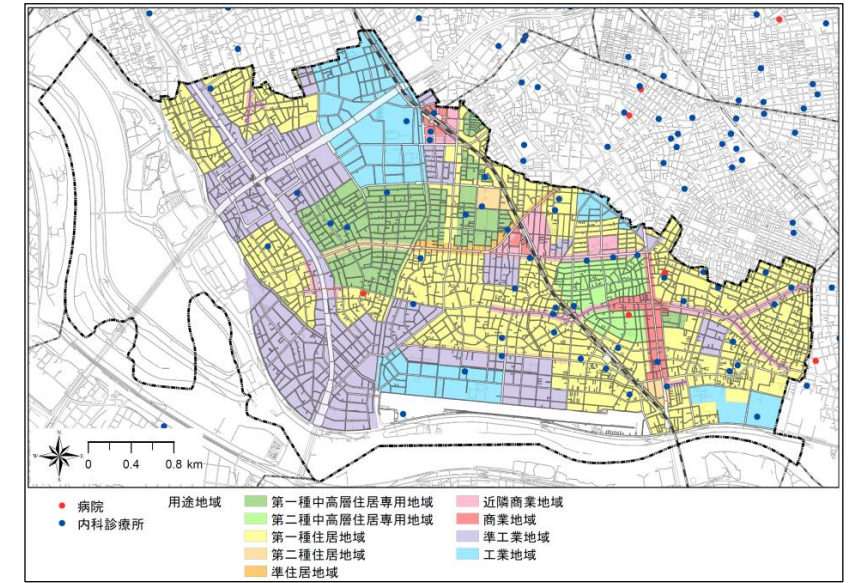 N
W
E
S
0 0.4 0.8 km
病院
内科診療所
用途地域
第一種中高層住居専用地域
第二種中高層住居専用地域
第一種住居地域
第二種住居地域
準住居地域
近隣商業地域
商業地域
準工業地域
工業地域